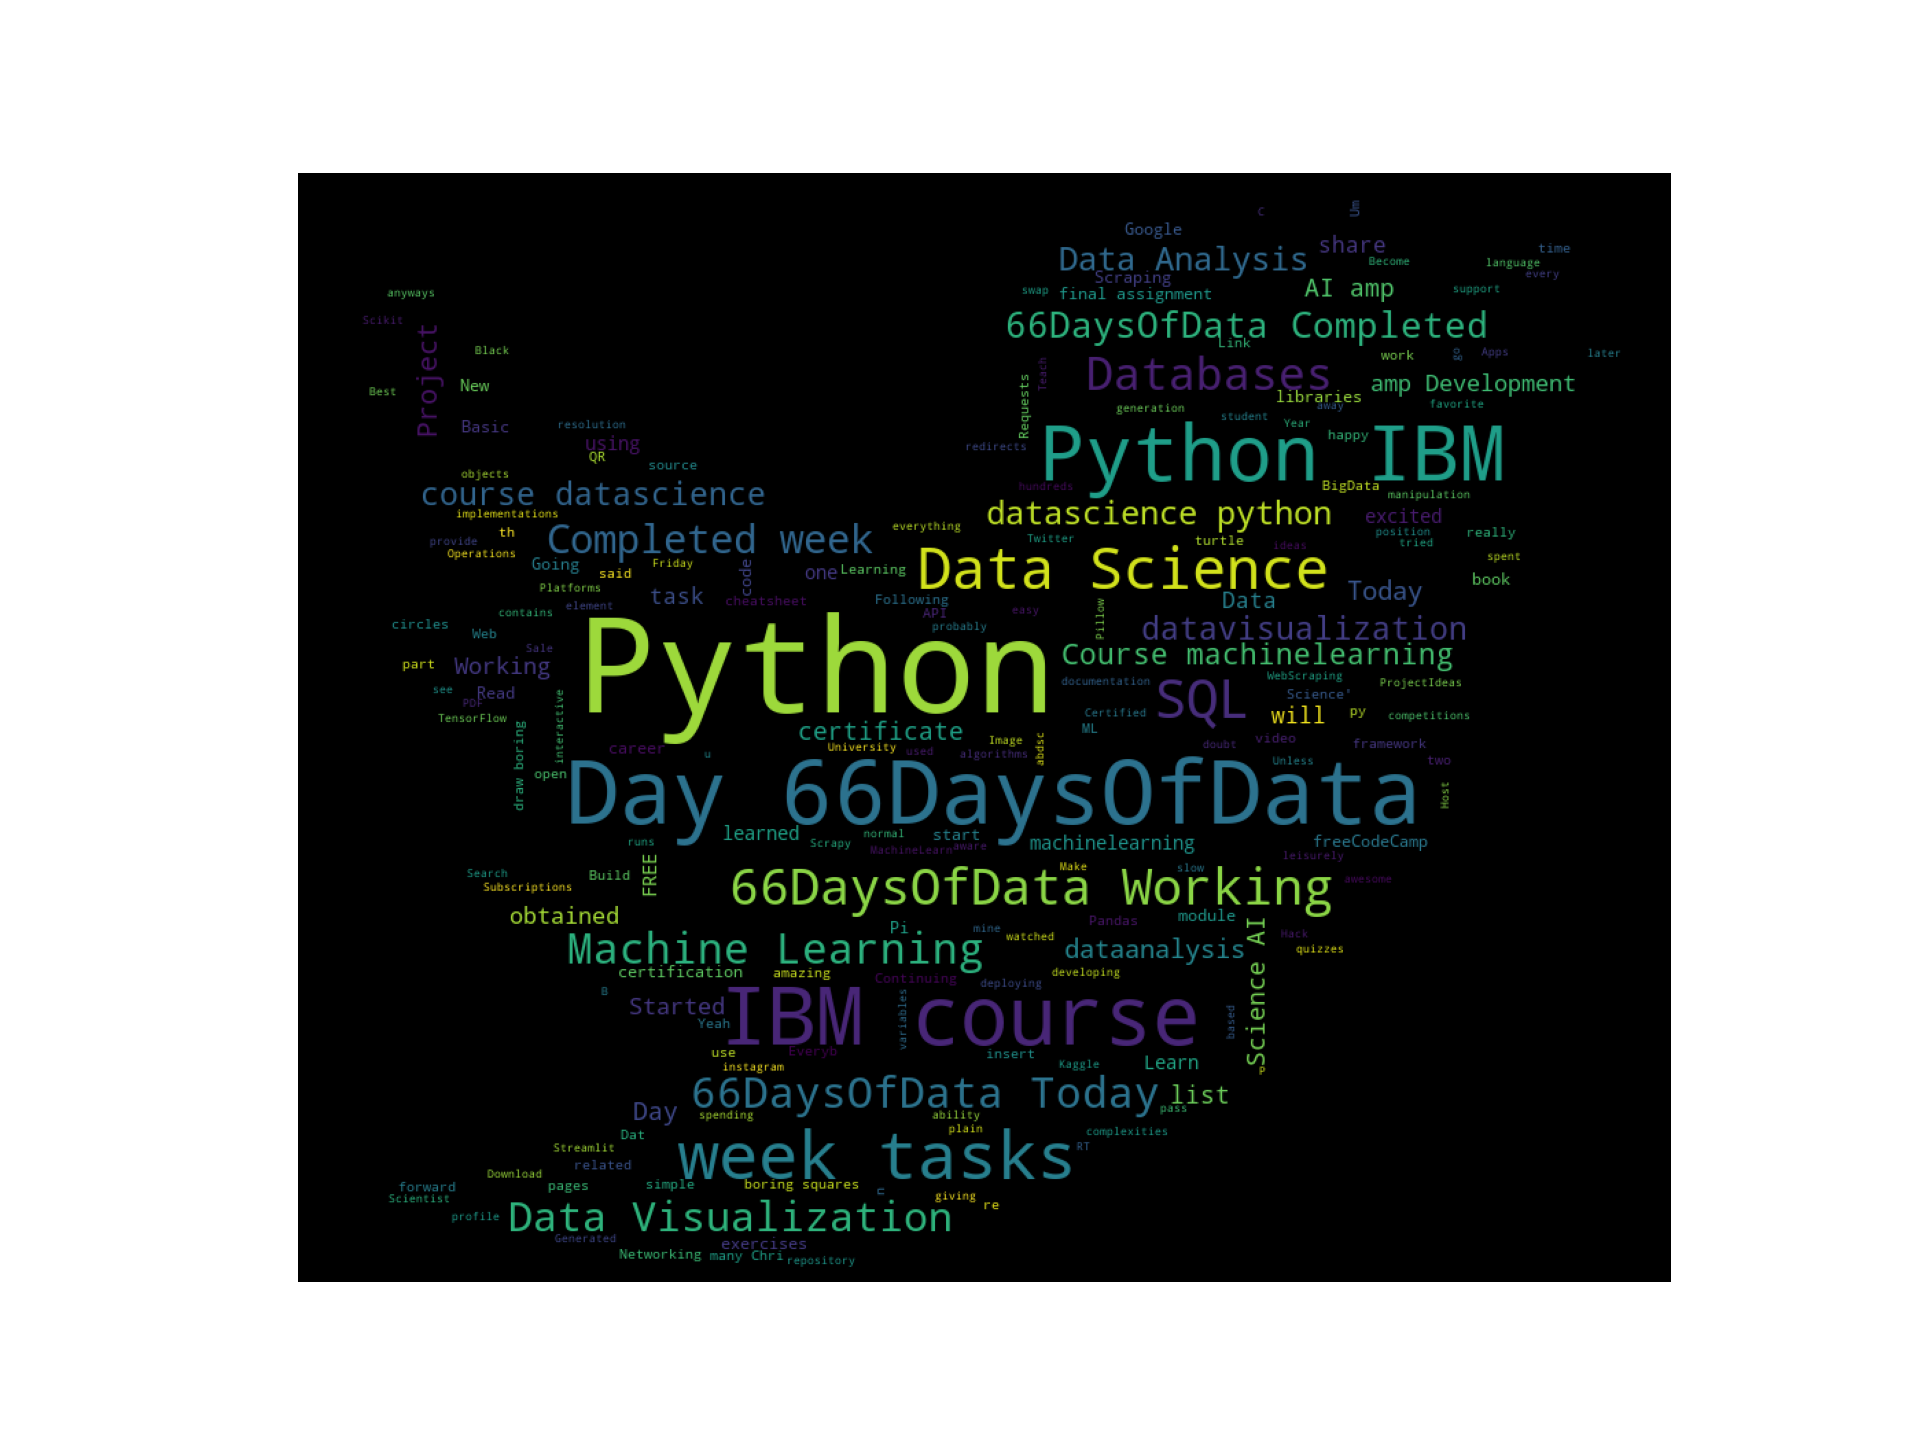 C
Um
Google
share
Data Analysis
time
Become
language
every
Scraping
swap
final assignment
AI amp
support
anyways
Scikit
Project
66DaysOfData Completed
Link
Black
work
go
Apps
later
Best
New
Requests
Teach
Databases
amp Development
libraries
generation
student
away
favorite
Basic
resolution
using
QR
source
redirects
Year
happy
Python IBM
objects
course datascience
hundreds
BigData
manipulation
implementations
th
Completed week
everything
datascience python
excited
provide
Operations
Twitter
turtle
ideas
position
tried
really
Going
said
Friday
code
one
Learning
Data Science
spent
book
Platforms
task
cheatsheet
Following
Data
Today
contains
element
API
easy
Pillow
circles
Web
probably
datavisualization
Sale
Python
Course machinelearning
part
Working
see
Read
PDF
interactive
documentation
WebScraping
Science'
ProjectIdeas
SQL
TensorFlow
draw boring
certificate
Certified
ML
will
py
competitions
career
u
University
used
Image
algorithms
abdsc
doubt
video
framework
open
Day 66DaysOfData
Unless
two
Host
learned
normal
start
machinelearning
freeCodeCamp
runs
Scrapy
MachineLearn
aware
leisurely
Search
Subscriptions
Build
FREE
66DaysOfData Working
Make
slow
awesome
obtained
Pi
mine
Pandas
module
Science AI
Hack
Machine Learning
watched
dataanalysis
quizzes
certification
amazing
Continuing
deploying
developing
B
Started
IBM course
variables
based
Yeah
use
Everyb
insert
Kaggle
Learn
P
instagram
66DaysOfData Today
list
Day
spending
ability
pass
Dat
plain
complexities
Streamlit
week tasks
RT
related
Download
forward
Scientist
pages
simple
boring squares
n
giving
re
profile
Data Visualization
Generated
exercises
Networking
many Chri
repository